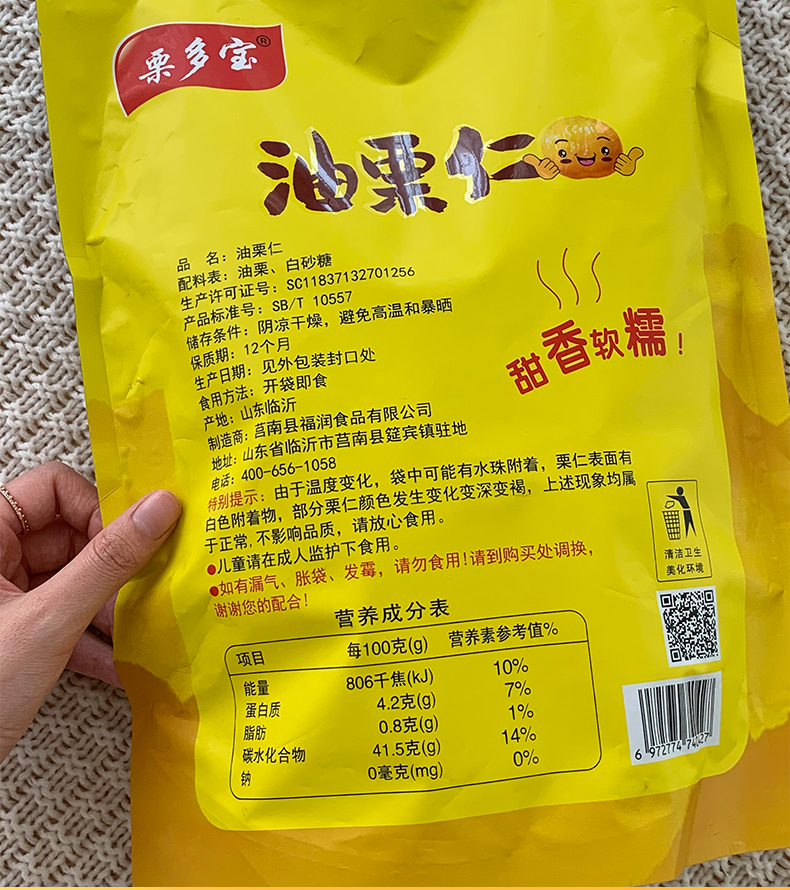 栗多宝®
油栗仁
品 名：油栗仁
配料表：油栗、白砂糖
生产许可证号：SC11837132701256
产品标准号：SB/T 10557
储存条件：阴凉干燥，避免高温和暴晒
保质期：12个月
生产日期：见外包装封口处
食用方法：开袋即食
产地：山东临沂
制造商：莒南县福润食品有限公司
地址：山东省临沂市莒南县筵宾镇驻地
电话：400-656-1058
甜香软糯！
特别提示：由于温度变化，袋中可能有水珠附着，栗仁表面有
白色附着物，部分栗仁颜色发生变化变深变褐，上述现象均属
于正常，不影响品质，请放心食用。
●儿童请在成人监护下食用。
●如有漏气、胀袋、发霉，请勿食用！请到购买处调换，
谢谢您的配合！
清洁卫生
美化环境
营养成分表
项目 每100克(g) 营养素参考值%
能量 806千焦(kJ) 10%
蛋白质 4.2克(g) 7%
脂肪 0.8克(g) 1%
碳水化合物 41.5克(g) 14%
钠 0毫克(mg) 0%
6 972774 74027